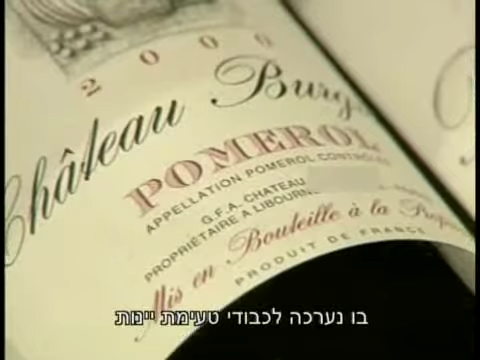 2000
Château Burg
POMEROL
APPELLATION POMEROL CONTROLÉE
G.F.A. CHATEAU
PROPRIÉTAIRE A LIBOURNE
Mis en Bouteille à la
PRODUIT DE FRANCE
בו נערכה לכבודי טעימת יינות